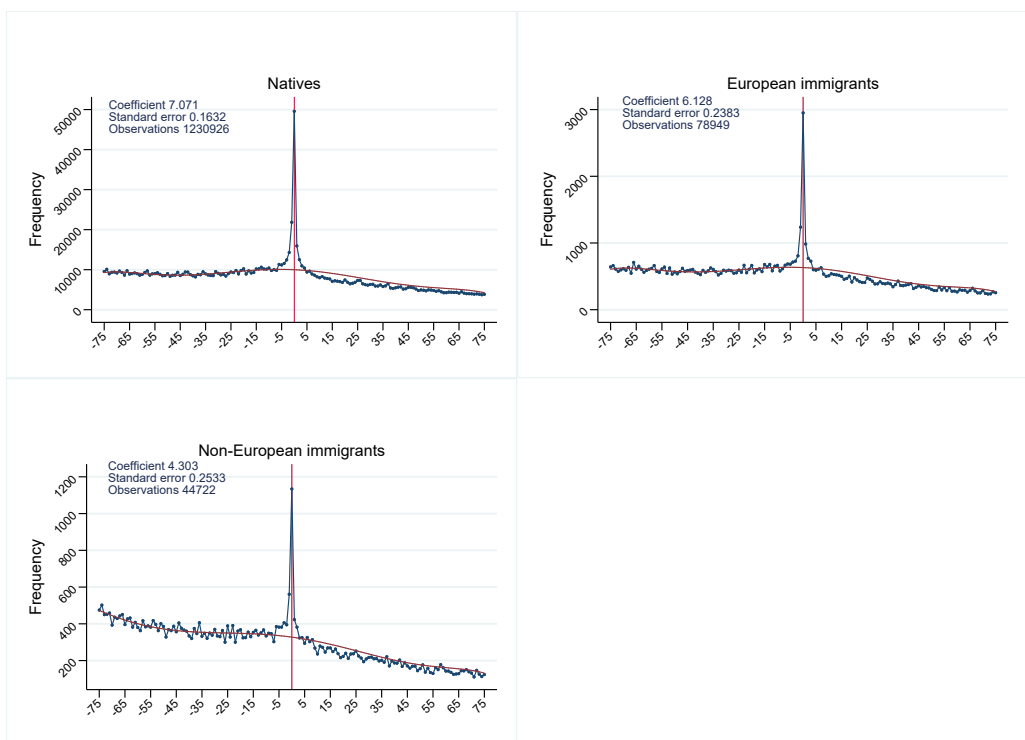 Natives
Coefficient 7.071
Standard error 0.1632
Observations 1230926
Frequency
50000
40000
30000
20000
10000
0
-75 -65 -55 -45 -35 -25 -15 -5 5 15 25 35 45 55 65 75
European immigrants
Coefficient 6.128
Standard error 0.2383
Observations 78949
Frequency
3000
2000
1000
0
-75 -65 -55 -45 -35 -25 -15 -5 5 15 25 35 45 55 65 75
Non-European immigrants
Coefficient 4.303
Standard error 0.2533
Observations 44722
Frequency
1200
1000
800
600
400
200
-75 -65 -55 -45 -35 -25 -15 -5 5 15 25 35 45 55 65 75